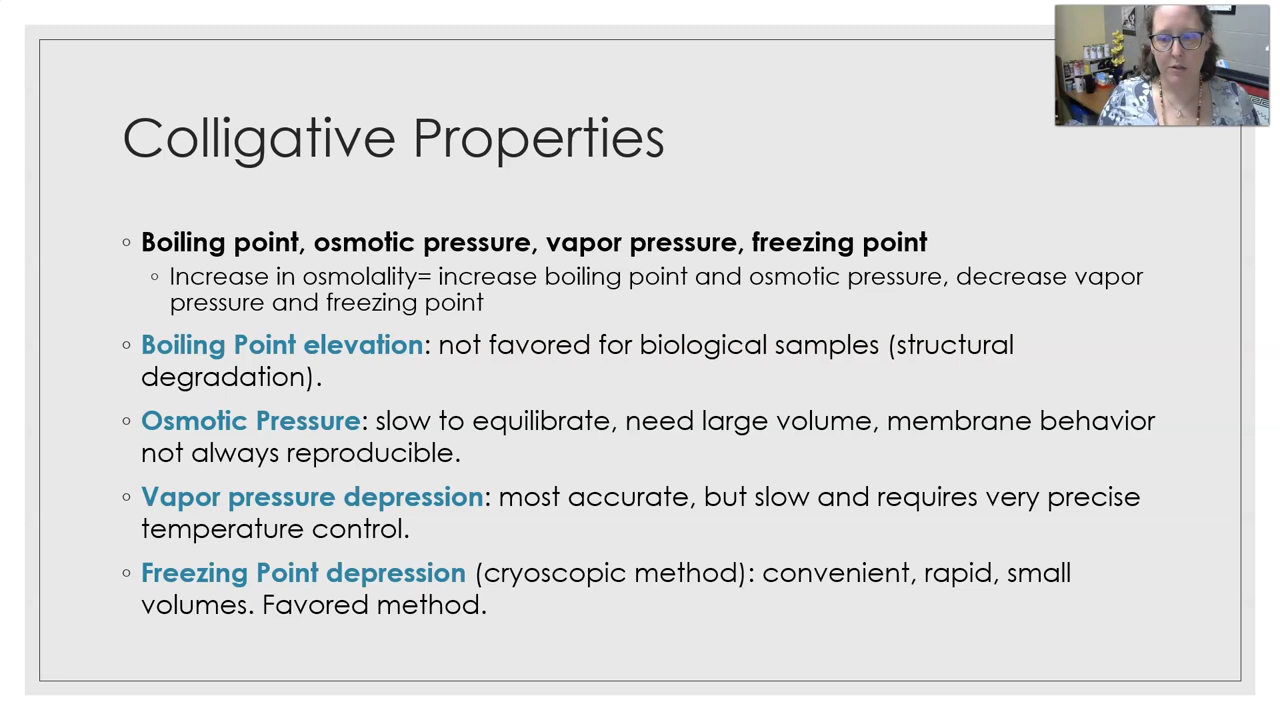 Colligative Properties
Boiling point, osmotic pressure, vapor pressure, freezing point
Increase in osmolality= increase boiling point and osmotic pressure, decrease vapor
pressure and freezing point
Boiling Point elevation: not favored for biological samples (structural
degradation).
Osmotic Pressure: slow to equilibrate, need large volume, membrane behavior
not always reproducible.
Vapor pressure depression: most accurate, but slow and requires very precise
temperature control.
Freezing Point depression (cryoscopic method): convenient, rapid, small
volumes. Favored method.